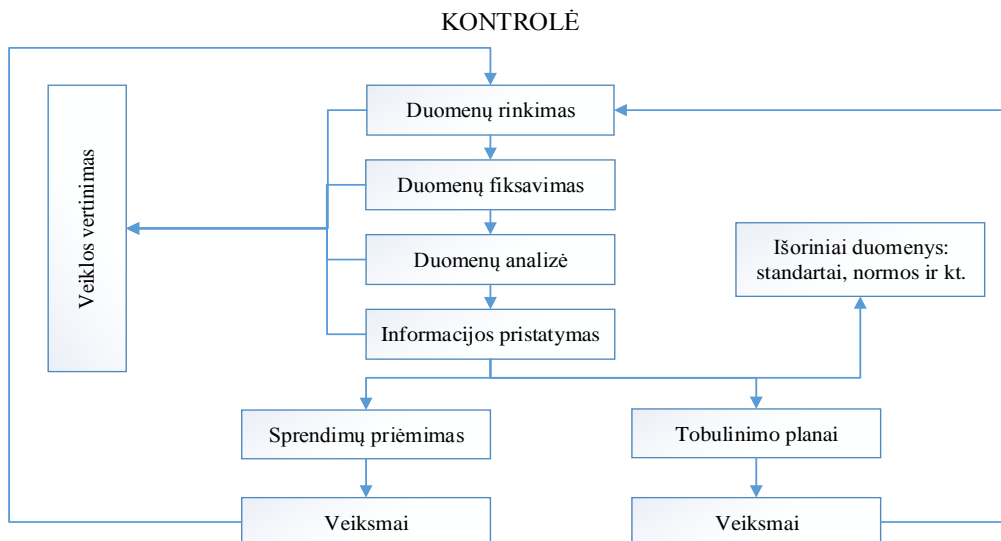 KONTROLĖ
Duomenų rinkimas
Veiklos vertinimas
Duomenų fiksavimas
Duomenų analizė
Išoriniai duomenys:
standartai, normos ir kt.
Informacijos pristatymas
Sprendimų priėmimas
Tobulinimo planai
Veiksmai
Veiksmai